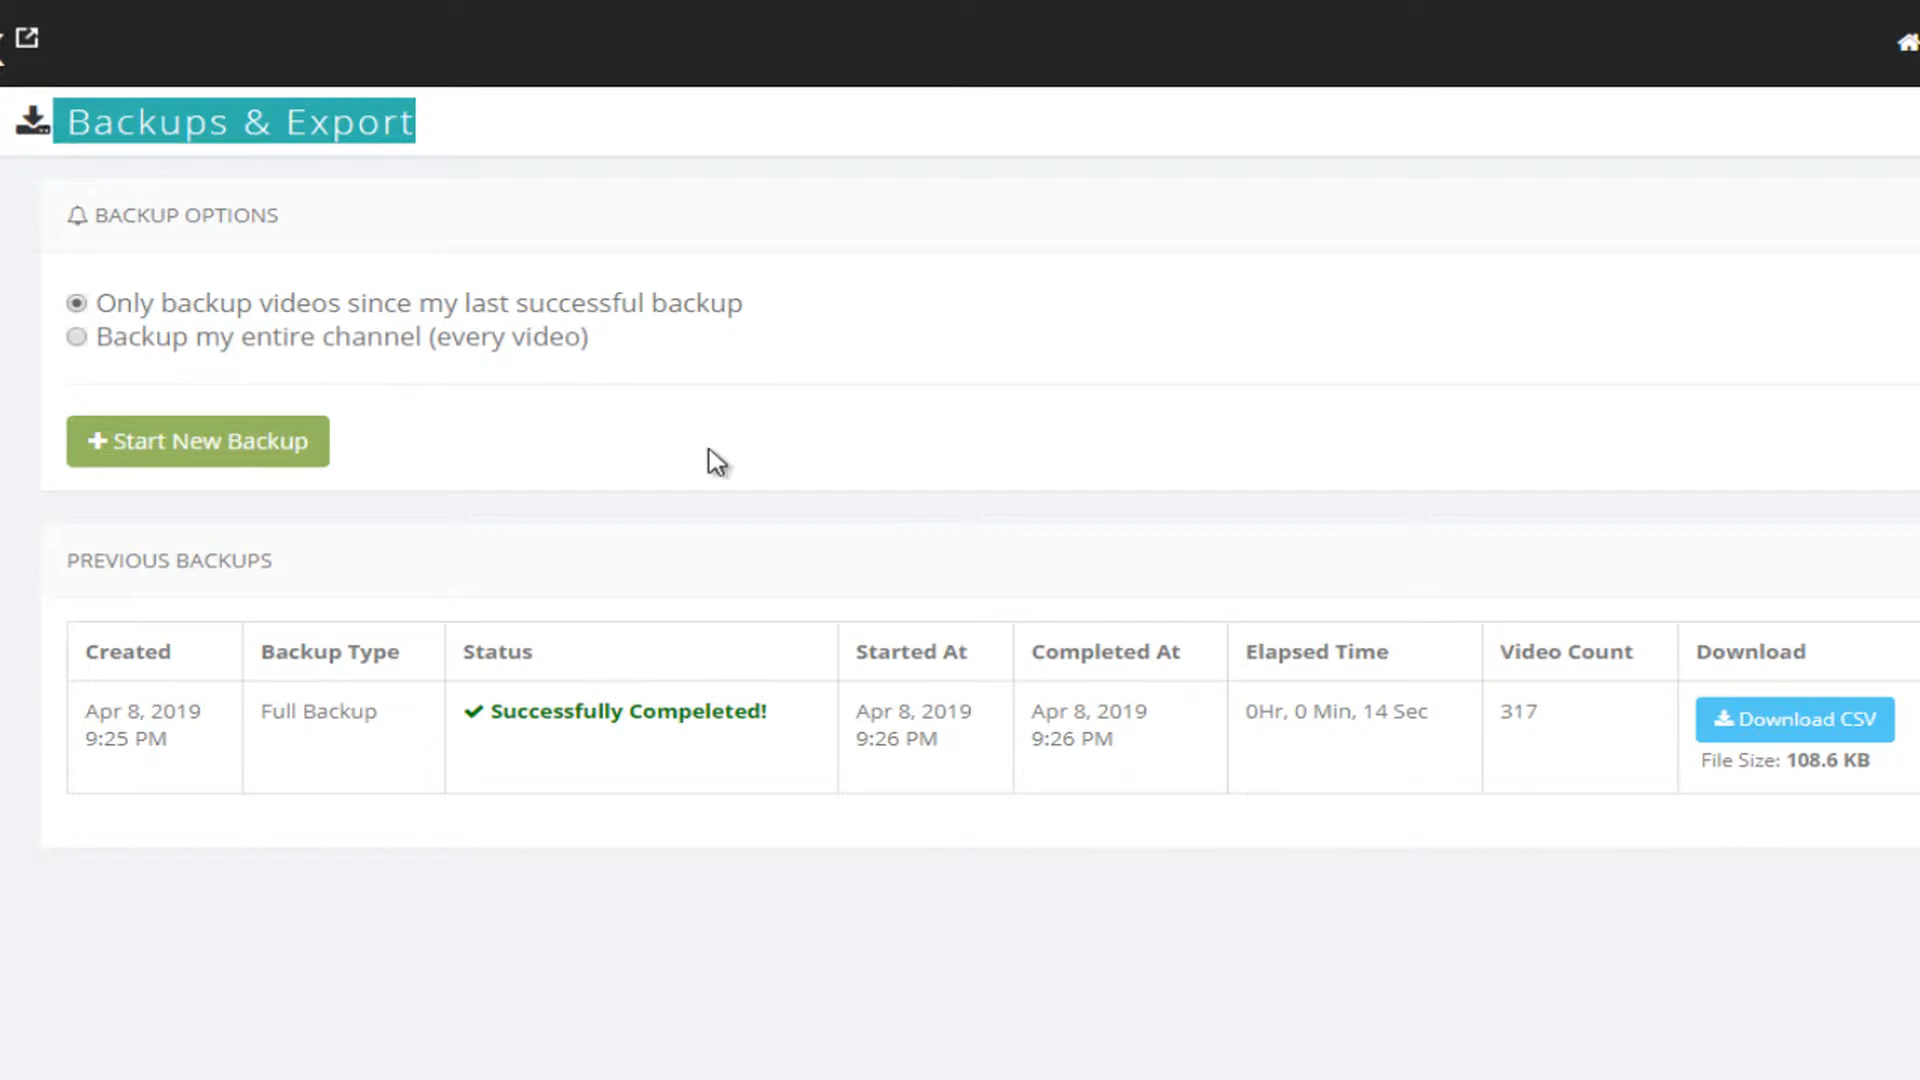 Backups & Export
BACKUP OPTIONS
Only backup videos since my last successful backup
Backup my entire channel (every video)
Start New Backup
PREVIOUS BACKUPS
Created Backup Type Status Started At Completed At Elapsed Time Video Count Download
Apr 8, 2019 Full Backup Successfully Compeleted! Apr 8, 2019 Apr 8, 2019 0Hr, 0 Min, 14 Sec 317 Download CSV
9:25 PM 9:26 PM 9:26 PM
File Size: 108.6 KB